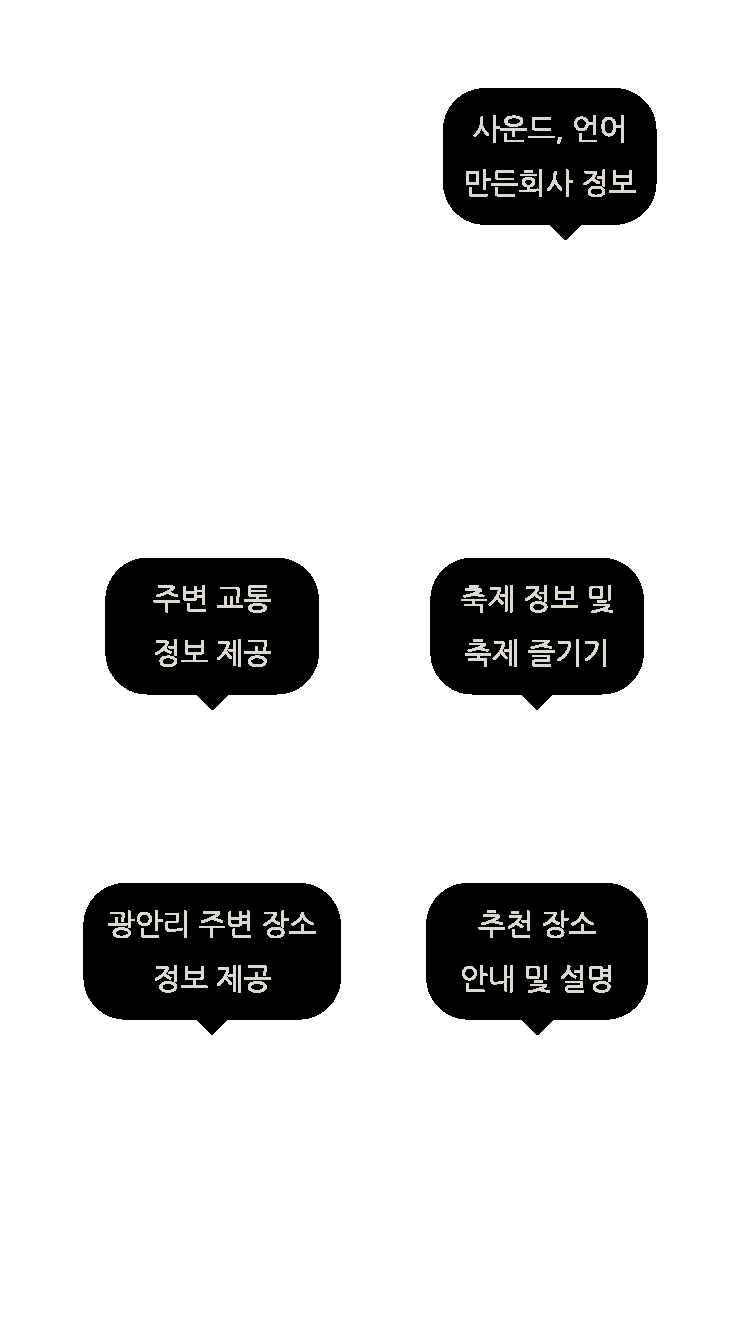 사운드, 언어
만든회사 정보
주변 교통
정보 제공
축제 정보 및
축제 즐기기
광안리 주변 장소
정보 제공
추천 장소
안내 및 설명